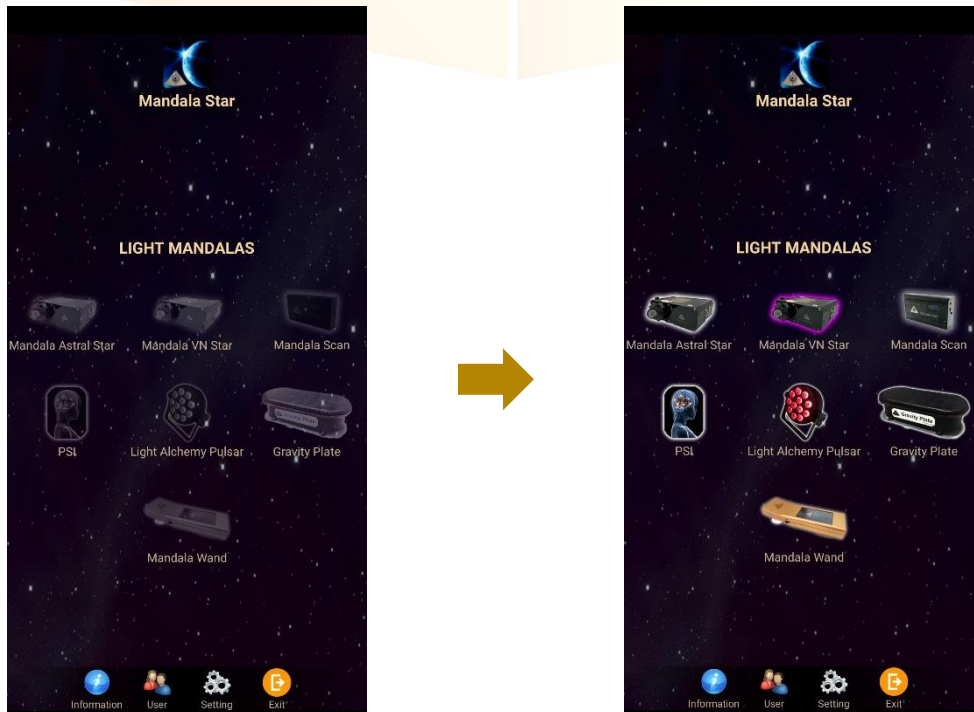 Mandala Star
LIGHT MANDALAS
Mandala Astral Star
Mandala VN Star
Mandala Scan
PSI
Light Alchemy Pulsar
Gravity Plate
Gravity Plate
Mandala Wand
Information
User
Setting
Exit
Mandala Star
LIGHT MANDALAS
Mandala Astral Star
Mandala VN Star
Mandala Scan
PSI
Light Alchemy Pulsar
Gravity Plate
Gravity Plate
Mandala Wand
Information
User
Setting
Exit